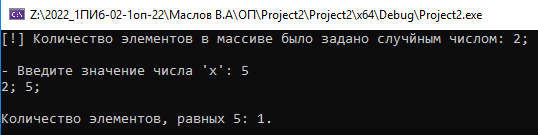 Z:\2022_1ПИб-02-1оп-22\Маслов В.А\ОП\Project2\Project2\x64\Debug\Project2.exe
[!] Количество элементов в массиве было задано случйным числом: 2;
- Введите значение числа 'x': 5
2; 5;
Количество элементов, равных 5: 1.